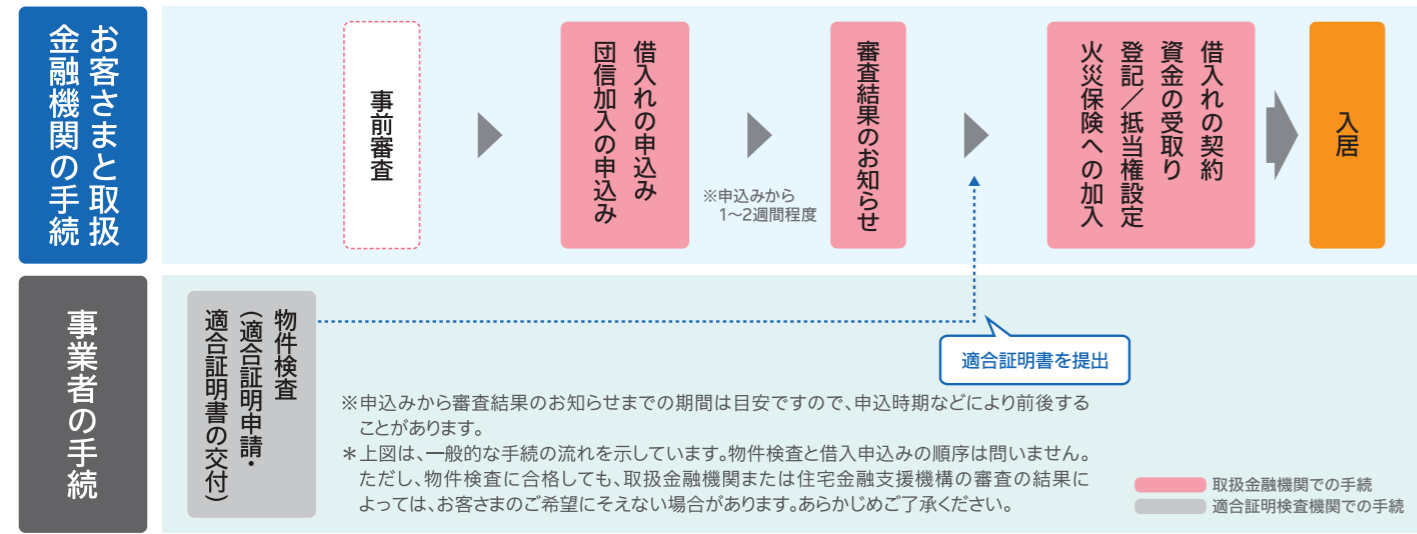 お客さまと取扱
金融機関の手続
事前審査
借入れの申込み
団信加入の申込み
※申込みから
1〜2週間程度
審査結果のお知らせ
借入れの契約
資金の受取り
登記／抵当権設定
火災保険への加入
入居
事業者の手続
物件検査
(適合証明申請・
適合証明書の交付)
適合証明書を提出
※申込みから審査結果のお知らせまでの期間は目安ですので、申込時期などにより前後する
ことがあります。
＊上図は、一般的な手続の流れを示しています。物件検査と借入申込みの順序は問いません。
ただし、物件検査に合格しても、取扱金融機関または住宅金融支援機構の審査の結果に
よっては、お客さまのご希望にそえない場合があります。あらかじめご了承ください。
取扱金融機関での手続
適合証明検査機関での手続